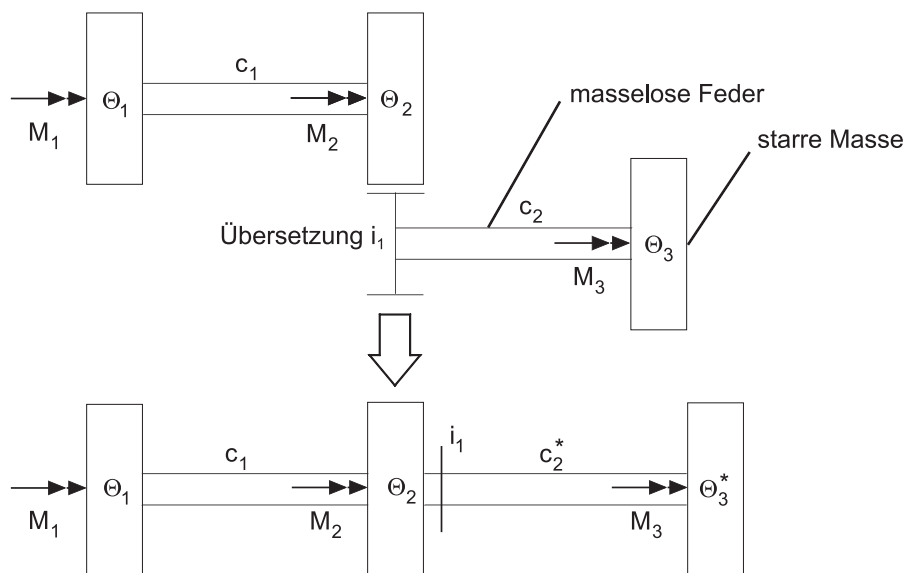 c₁
Θ₁
Θ₂
M₁
M₂
masselose Feder
starre Masse
c₂
Übersetzung i₁
Θ₃
M₃
i₁
c₁
c₂*
Θ₁
Θ₂
Θ₃*
M₁
M₂
M₃